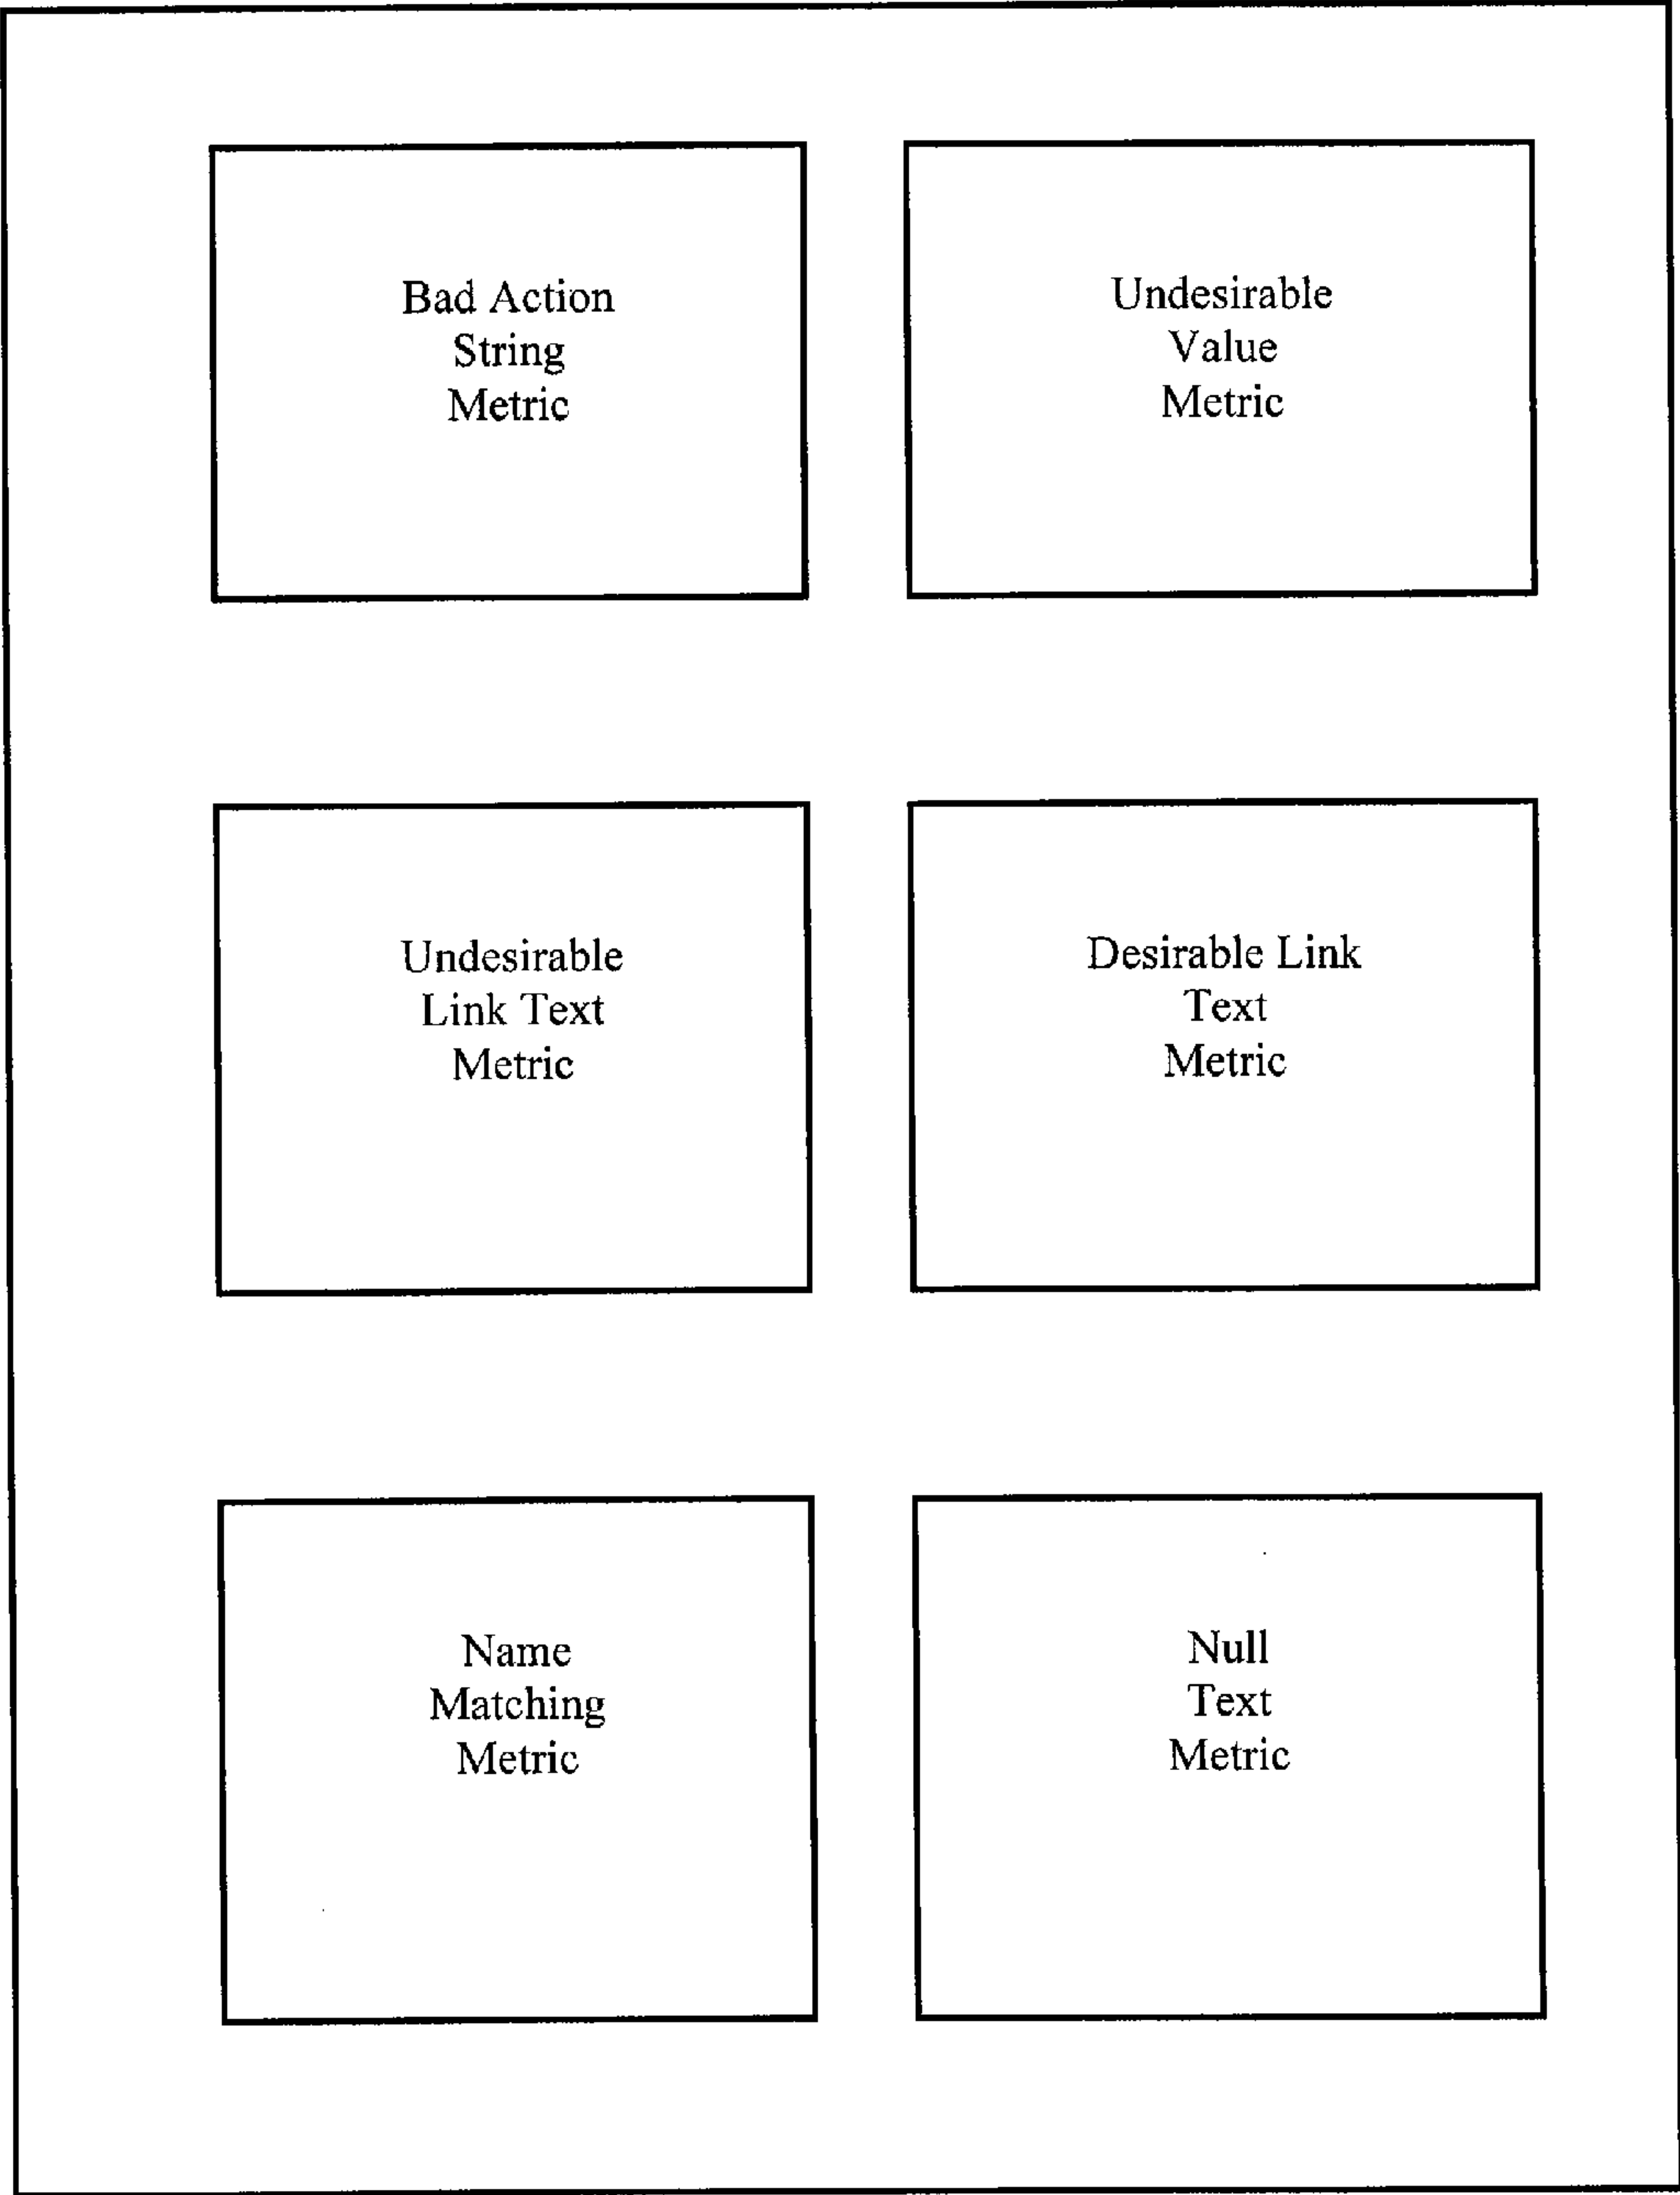 Bad Action
String
Metric
Undesirable
Value
Metric
Undesirable
Link Text
Metric
Desirable Link
Text
Metric
Name
Matching
Metric
Null
Text
Metric